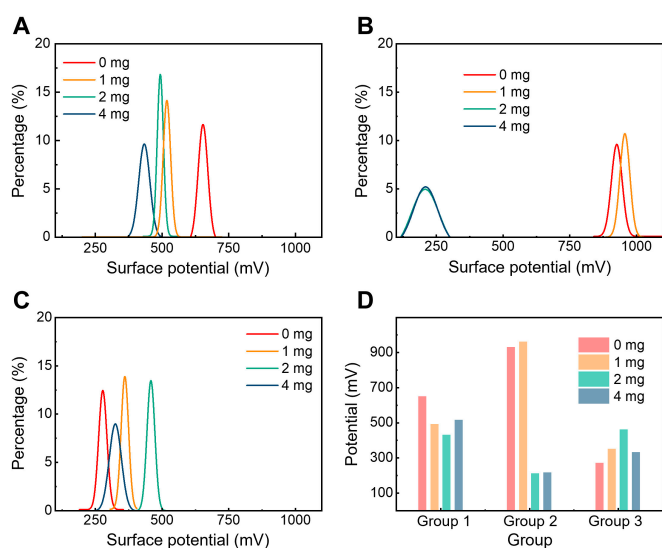 A
20
15
10
5
0
Percentage (%)
0 mg
1 mg
2 mg
4 mg
250 500 750 1000
Surface potential (mV)
B
20
15
10
5
0
Percentage (%)
0 mg
1 mg
2 mg
4 mg
250 500 750 1000
Surface potential (mV)
C
20
15
10
5
0
Percentage (%)
0 mg
1 mg
2 mg
4 mg
250 500 750 1000
Surface potential (mV)
D
900
700
500
300
100
Potential (mV)
0 mg
1 mg
2 mg
4 mg
Group 1 Group 2 Group 3
Group